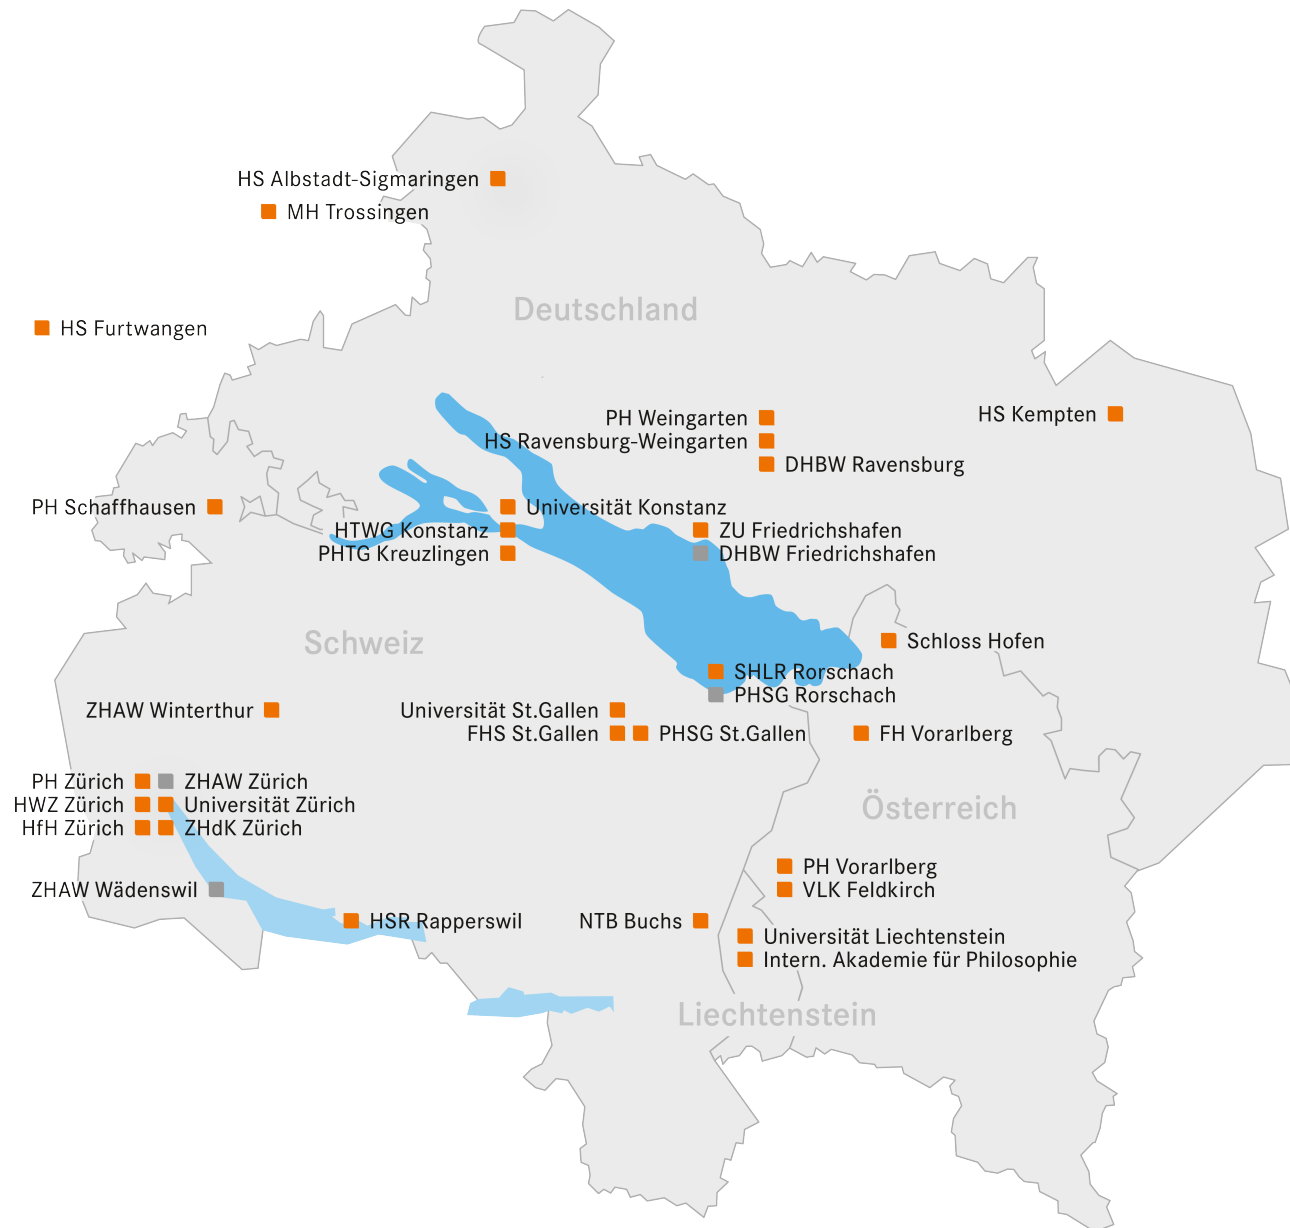 HS Albstadt-Sigmaringen
MH Trossingen
Deutschland
HS Furtwangen
PH Weingarten
HS Kempten
HS Ravensburg-Weingarten
DHBW Ravensburg
PH Schaffhausen
Universität Konstanz
HTWG Konstanz
ZU Friedrichshafen
PHTG Kreuzlingen
DHBW Friedrichshafen
Schweiz
Schloss Hofen
SHLR Rorschach
PHSG Rorschach
ZHAW Winterthur
Universität St.Gallen
FHS St.Gallen
PHSG St.Gallen
FH Vorarlberg
PH Zürich
ZHAW Zürich
HWZ Zürich
Universität Zürich
Österreich
HfH Zürich
ZHdK Zürich
PH Vorarlberg
ZHAW Wädenswil
VLK Feldkirch
HSR Rapperswil
NTB Buchs
Universität Liechtenstein
Intern. Akademie für Philosophie
Liechtenstein